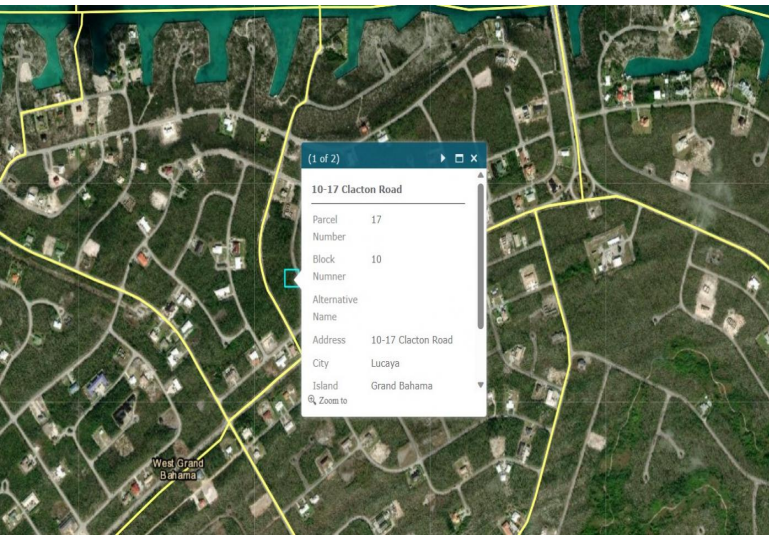 (1 of 2)
10-17 Clacton Road
Parcel
Number
17
Block
Numner
10
Alternative
Name
Address
10-17 Clacton Road
City
Lucaya
Island
Grand Bahama
Zoom to
West Grand
Bahama